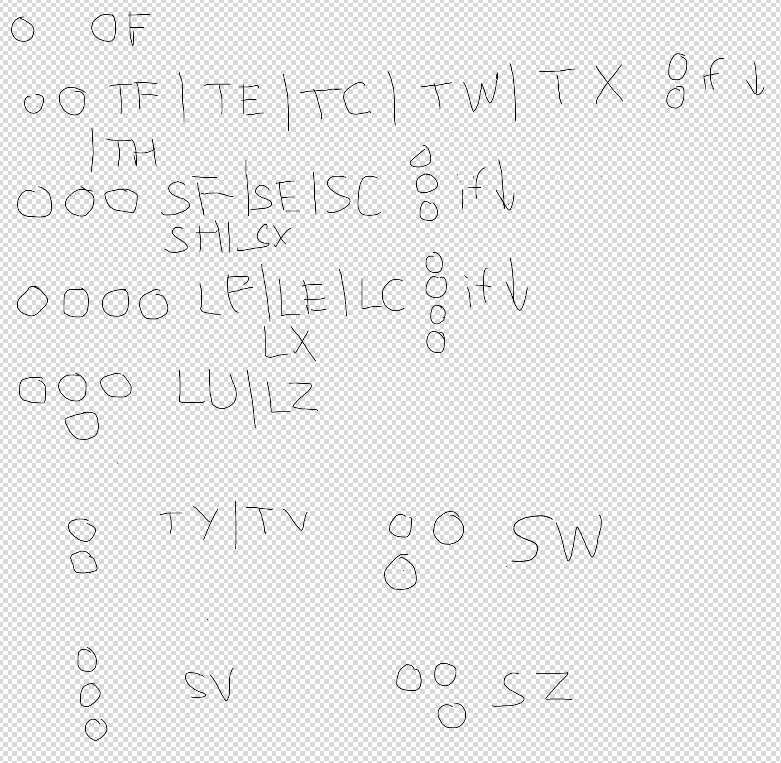 OF
TF | TE | TC | TW | TX if ↓
| TH
SF | SE | SC if ↓
SH | SX
LF | LE | LC if ↓
LX
LU | LZ
TY | TV SW
SV SZ